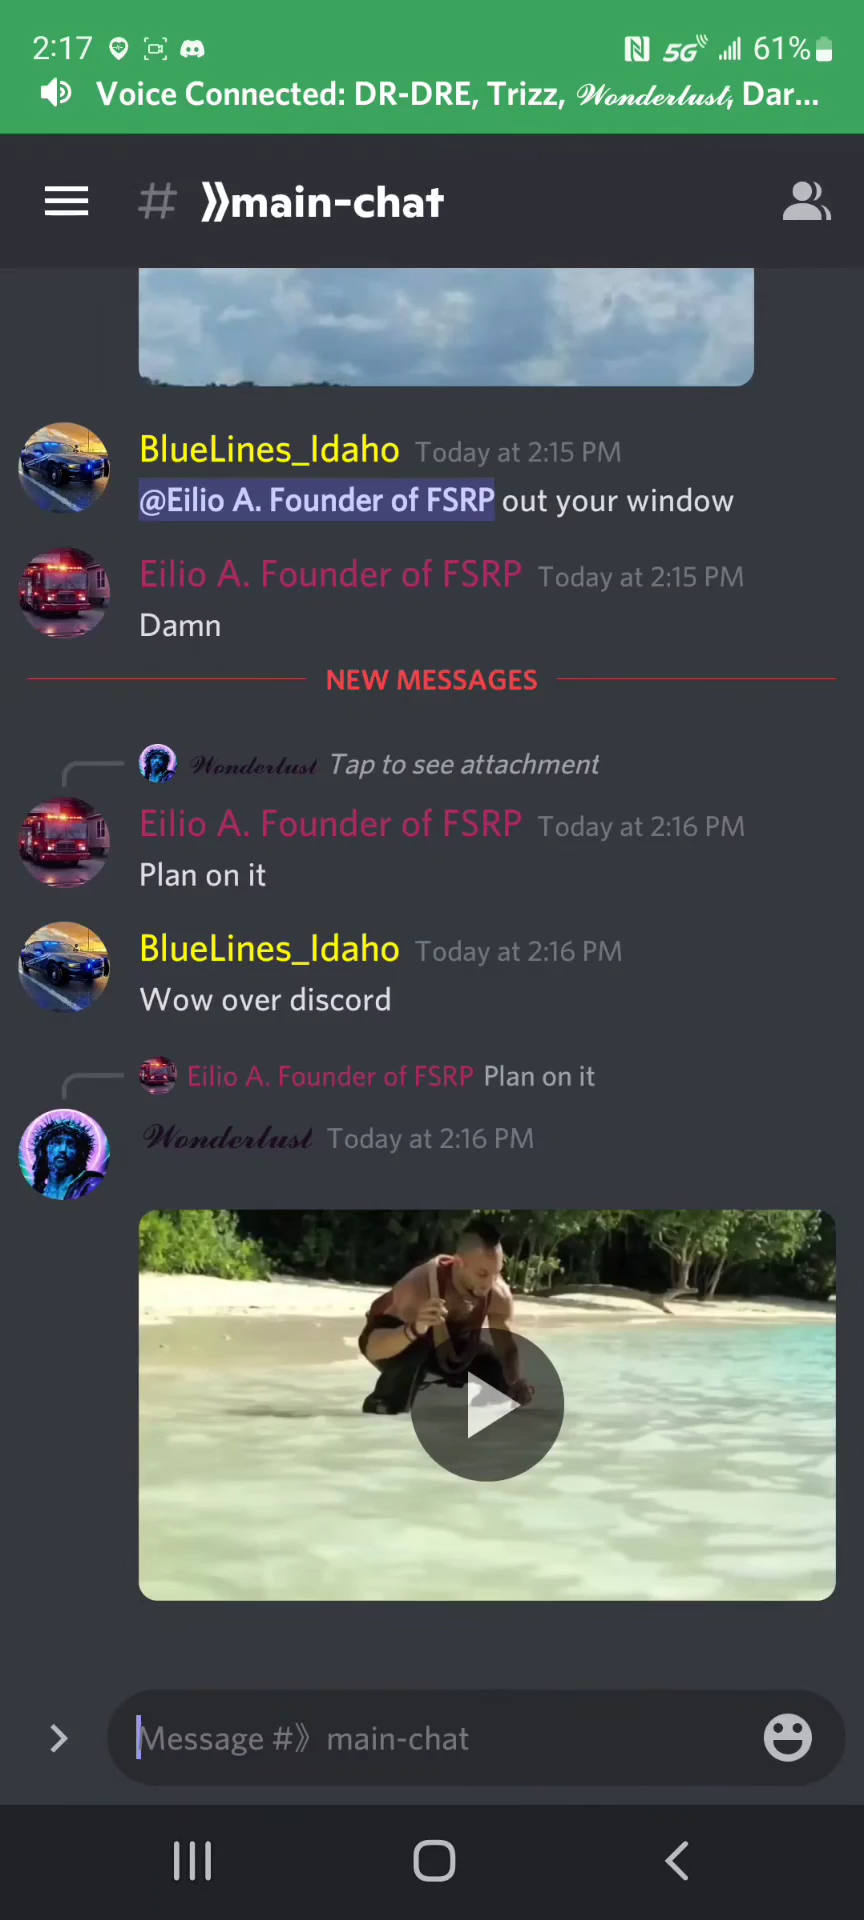 2:17 5G 61%
Voice Connected: DR-DRE, Trizz, 𝓦𝓸𝓷𝓭𝓮𝓻𝓵𝓾𝓼𝓽, Dar...
# 》main-chat
BlueLines_Idaho Today at 2:15 PM
@Eilio A. Founder of FSRP out your window
Eilio A. Founder of FSRP Today at 2:15 PM
Damn
NEW MESSAGES
𝓦𝓸𝓷𝓭𝓮𝓻𝓵𝓾𝓼𝓽 Tap to see attachment
Eilio A. Founder of FSRP Today at 2:16 PM
Plan on it
BlueLines_Idaho Today at 2:16 PM
Wow over discord
Eilio A. Founder of FSRP Plan on it
𝓦𝓸𝓷𝓭𝓮𝓻𝓵𝓾𝓼𝓽 Today at 2:16 PM
Message #》 main-chat